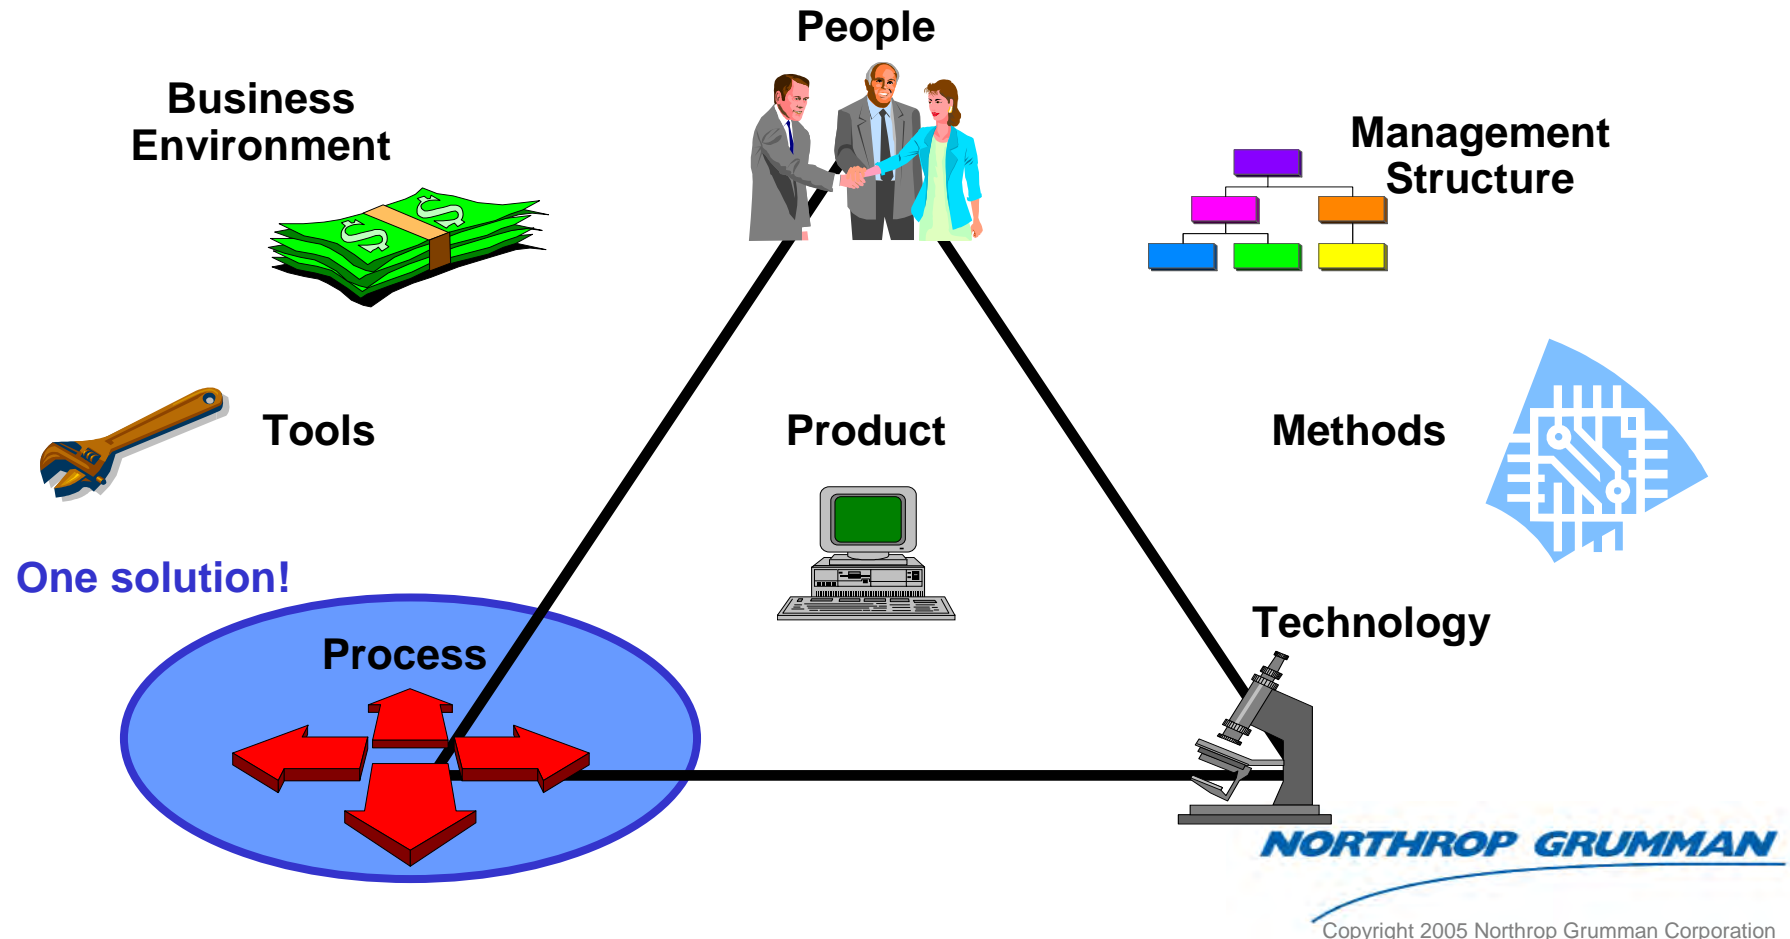 People
Business
Environment
Management
Structure
Tools
Product
Methods
One solution!
Process
Technology
NORTHROP GRUMMAN
Copyright 2005 Northrop Grumman Corporation